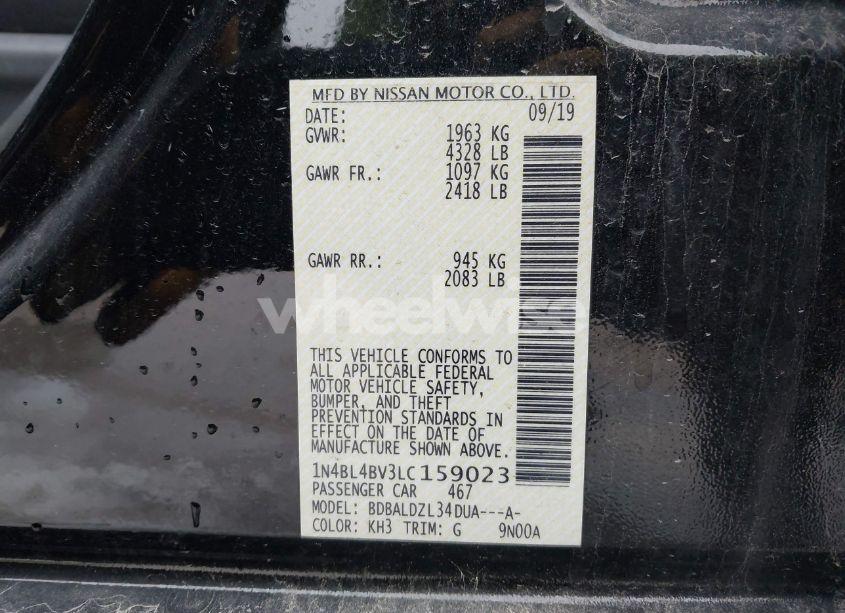 MFD BY NISSAN MOTOR CO., LTD.
DATE: 09/19
GVWR: 1963 KG
4328 LB
GAWR FR.: 1097 KG
2418 LB
GAWR RR.: 945 KG
2083 LB
wheelwise
THIS VEHICLE CONFORMS TO
ALL APPLICABLE FEDERAL
MOTOR VEHICLE SAFETY,
BUMPER, AND THEFT
PREVENTION STANDARDS IN
EFFECT ON THE DATE OF
MANUFACTURE SHOWN ABOVE.
1N4BL4BV3LC159023
PASSENGER CAR 467
MODEL: BDBALDZL34DUA---A-
COLOR: KH3 TRIM: G 9N00A